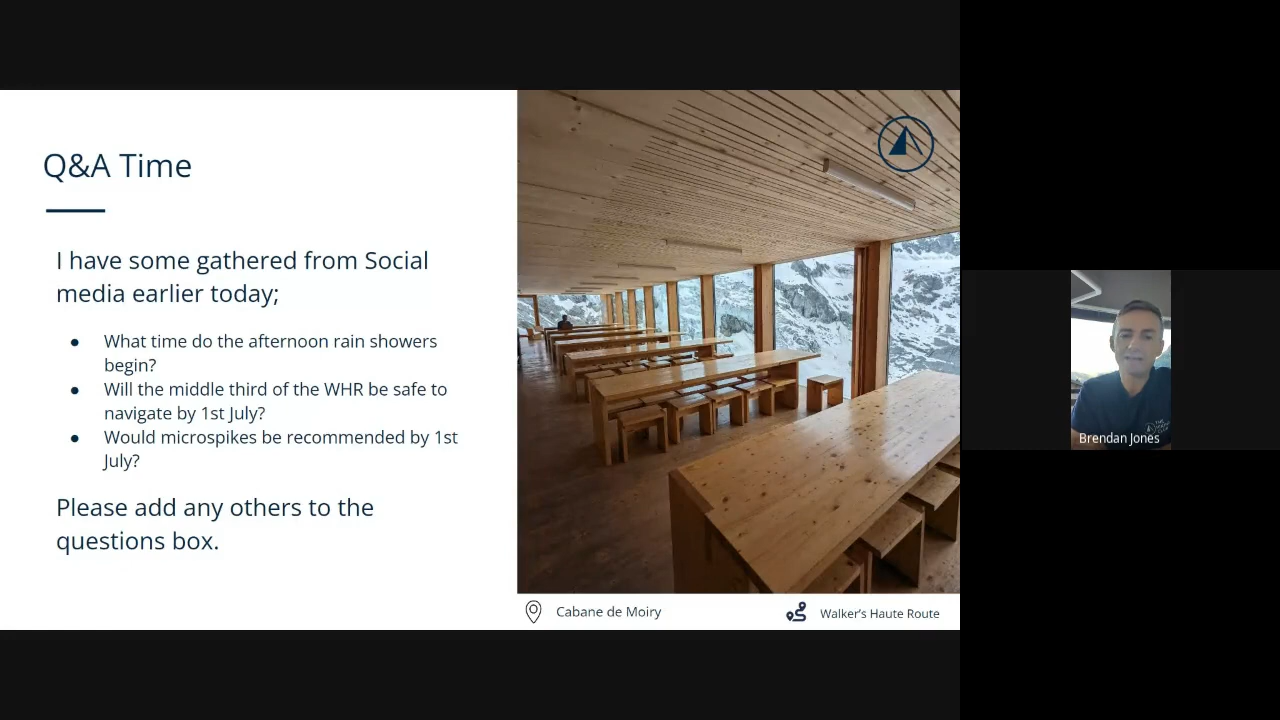 Q&A Time
I have some gathered from Social
media earlier today;
● What time do the afternoon rain showers
begin?
● Will the middle third of the WHR be safe to
navigate by 1st July?
● Would microspikes be recommended by 1st
July?
Please add any others to the
questions box.
Cabane de Moiry
Walker's Haute Route
Brendan Jones